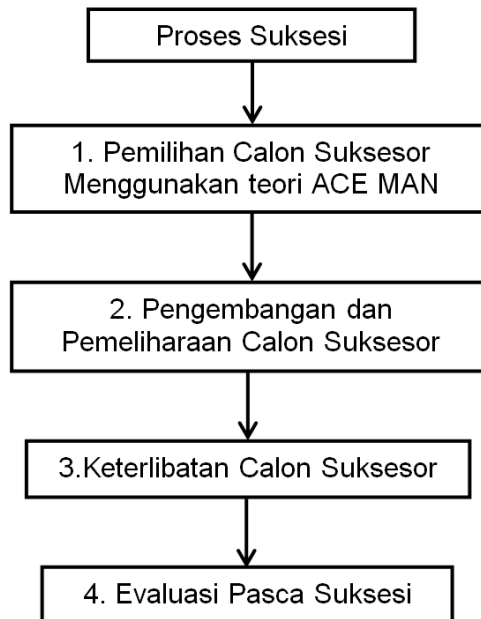 Proses Suksesi
1. Pemilihan Calon Suksesor
Menggunakan teori ACE MAN
2. Pengembangan dan
Pemeliharaan Calon Suksesor
3.Keterlibatan Calon Suksesor
4. Evaluasi Pasca Suksesi